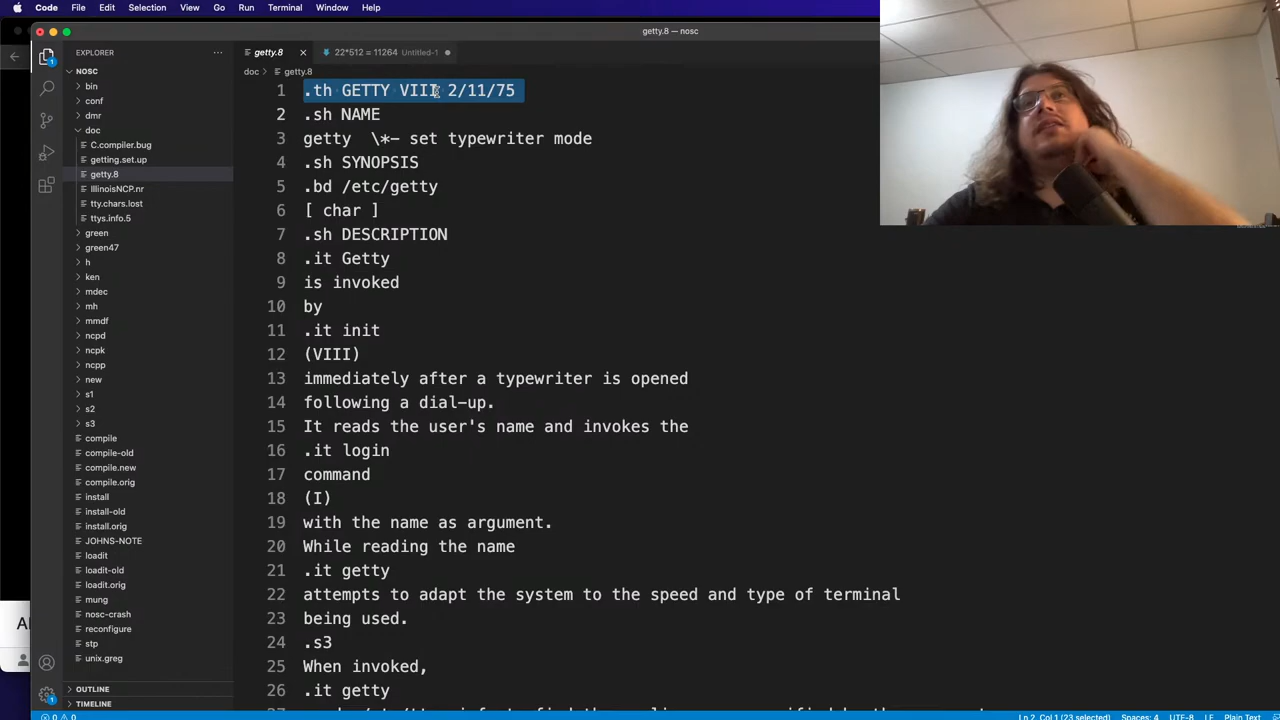 Code File Edit Selection View Go Run Terminal Window Help
getty.8 — nosc
EXPLORER
NOSC
bin
conf
dmr
doc
C.compiler.bug
getting.set.up
getty.8
IllinoisNCP.nr
tty.chars.lost
ttys.info.5
green
green47
h
ken
mdec
mh
mmdf
ncpd
ncpk
ncpp
new
s1
s2
s3
compile
compile-old
compile.new
compile.orig
install
install-old
install.orig
JOHNS-NOTE
loadit
loadit-old
loadit.orig
mung
nosc-crash
reconfigure
stp
unix.greg
OUTLINE
TIMELINE
getty.8 22*512 = 11264 Untitled-1
doc > getty.8
1 .th GETTY VIII 2/11/75
2 .sh NAME
3 getty \*- set typewriter mode
4 .sh SYNOPSIS
5 .bd /etc/getty
6 [ char ]
7 .sh DESCRIPTION
8 .it Getty
9 is invoked
10 by
11 .it init
12 (VIII)
13 immediately after a typewriter is opened
14 following a dial-up.
15 It reads the user's name and invokes the
16 .it login
17 command
18 (I)
19 with the name as argument.
20 While reading the name
21 .it getty
22 attempts to adapt the system to the speed and type of terminal
23 being used.
24 .s3
25 When invoked,
26 .it getty
27
0 0
Ln 2, Col 1 (23 selected) Spaces: 4 UTF-8 LF Plain Text